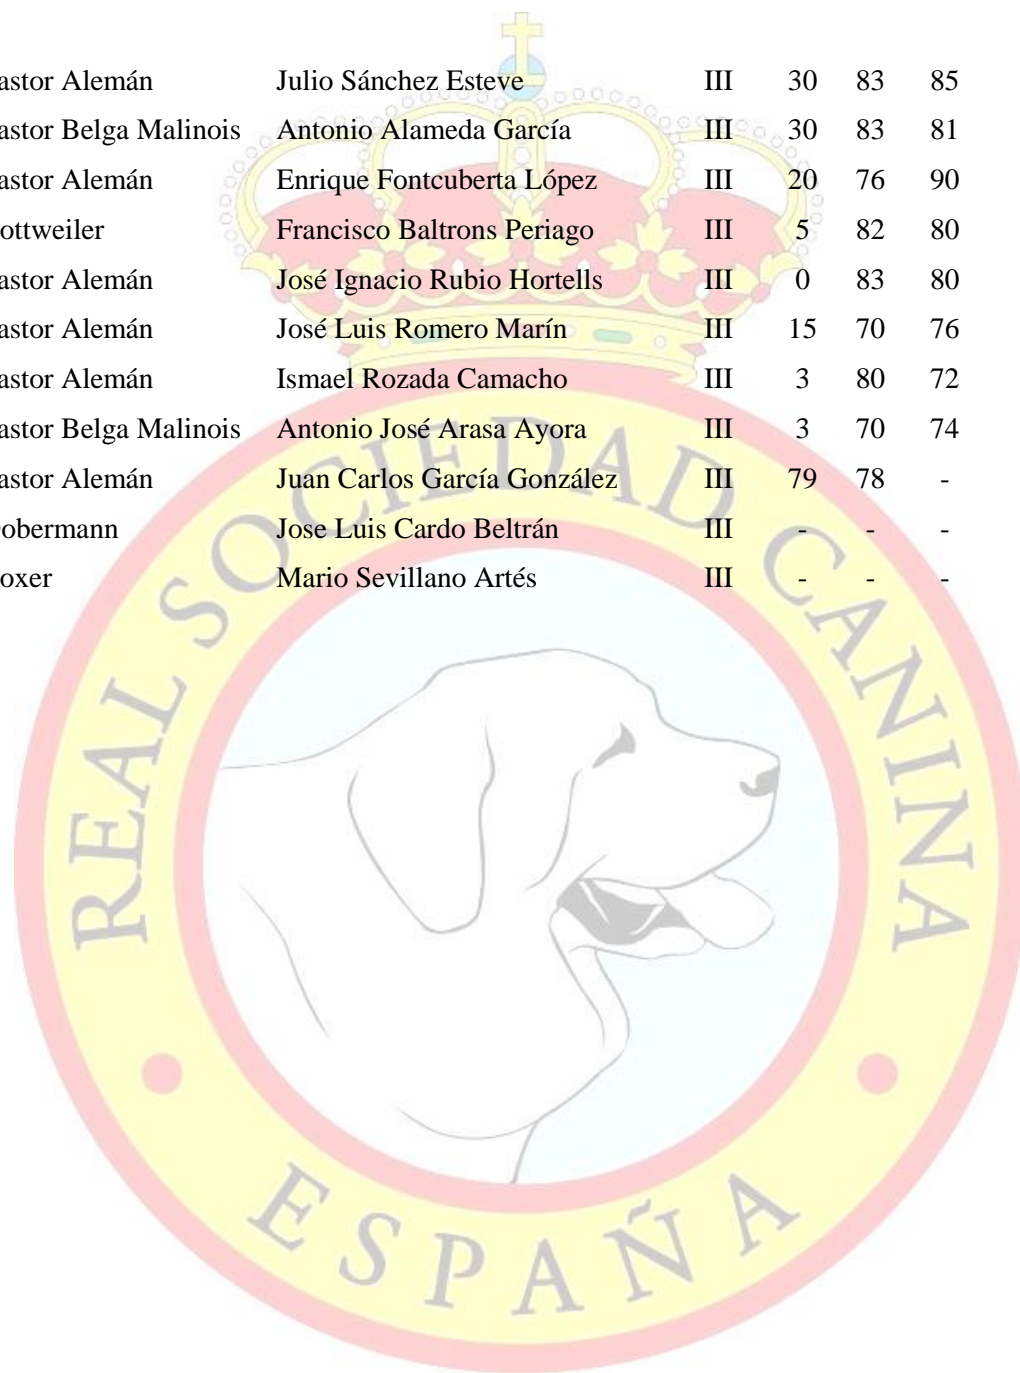 astor Alemán Julio Sánchez Esteve III 30 83 85
astor Belga Malinois Antonio Alameda García III 30 83 81
astor Alemán Enrique Fontcuberta López III 20 76 90
ottweiler Francisco Baltrons Periago III 5 82 80
astor Alemán José Ignacio Rubio Hortells III 0 83 80
astor Alemán José Luis Romero Marín III 15 70 76
astor Alemán Ismael Rozada Camacho III 3 80 72
astor Belga Malinois Antonio José Arasa Ayora III 3 70 74
astor Alemán Juan Carlos García González III 79 78 -
obermann Jose Luis Cardo Beltrán III - - -
oxer Mario Sevillano Artés III - - -
REAL SOCIEDAD CANINA
ESPAÑA